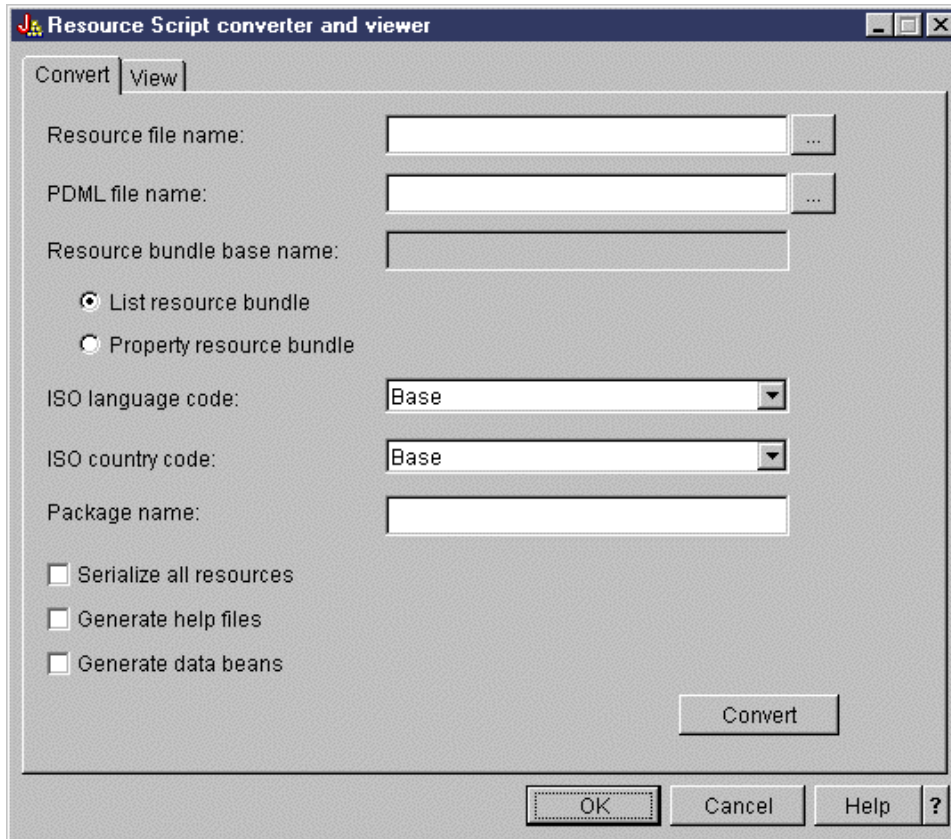 Resource Script converter and viewer
Convert View
Resource file name: ...
PDML file name: ...
Resource bundle base name:
List resource bundle
Property resource bundle
ISO language code: Base
ISO country code: Base
Package name:
Serialize all resources
Generate help files
Generate data beans
Convert
OK Cancel Help ?